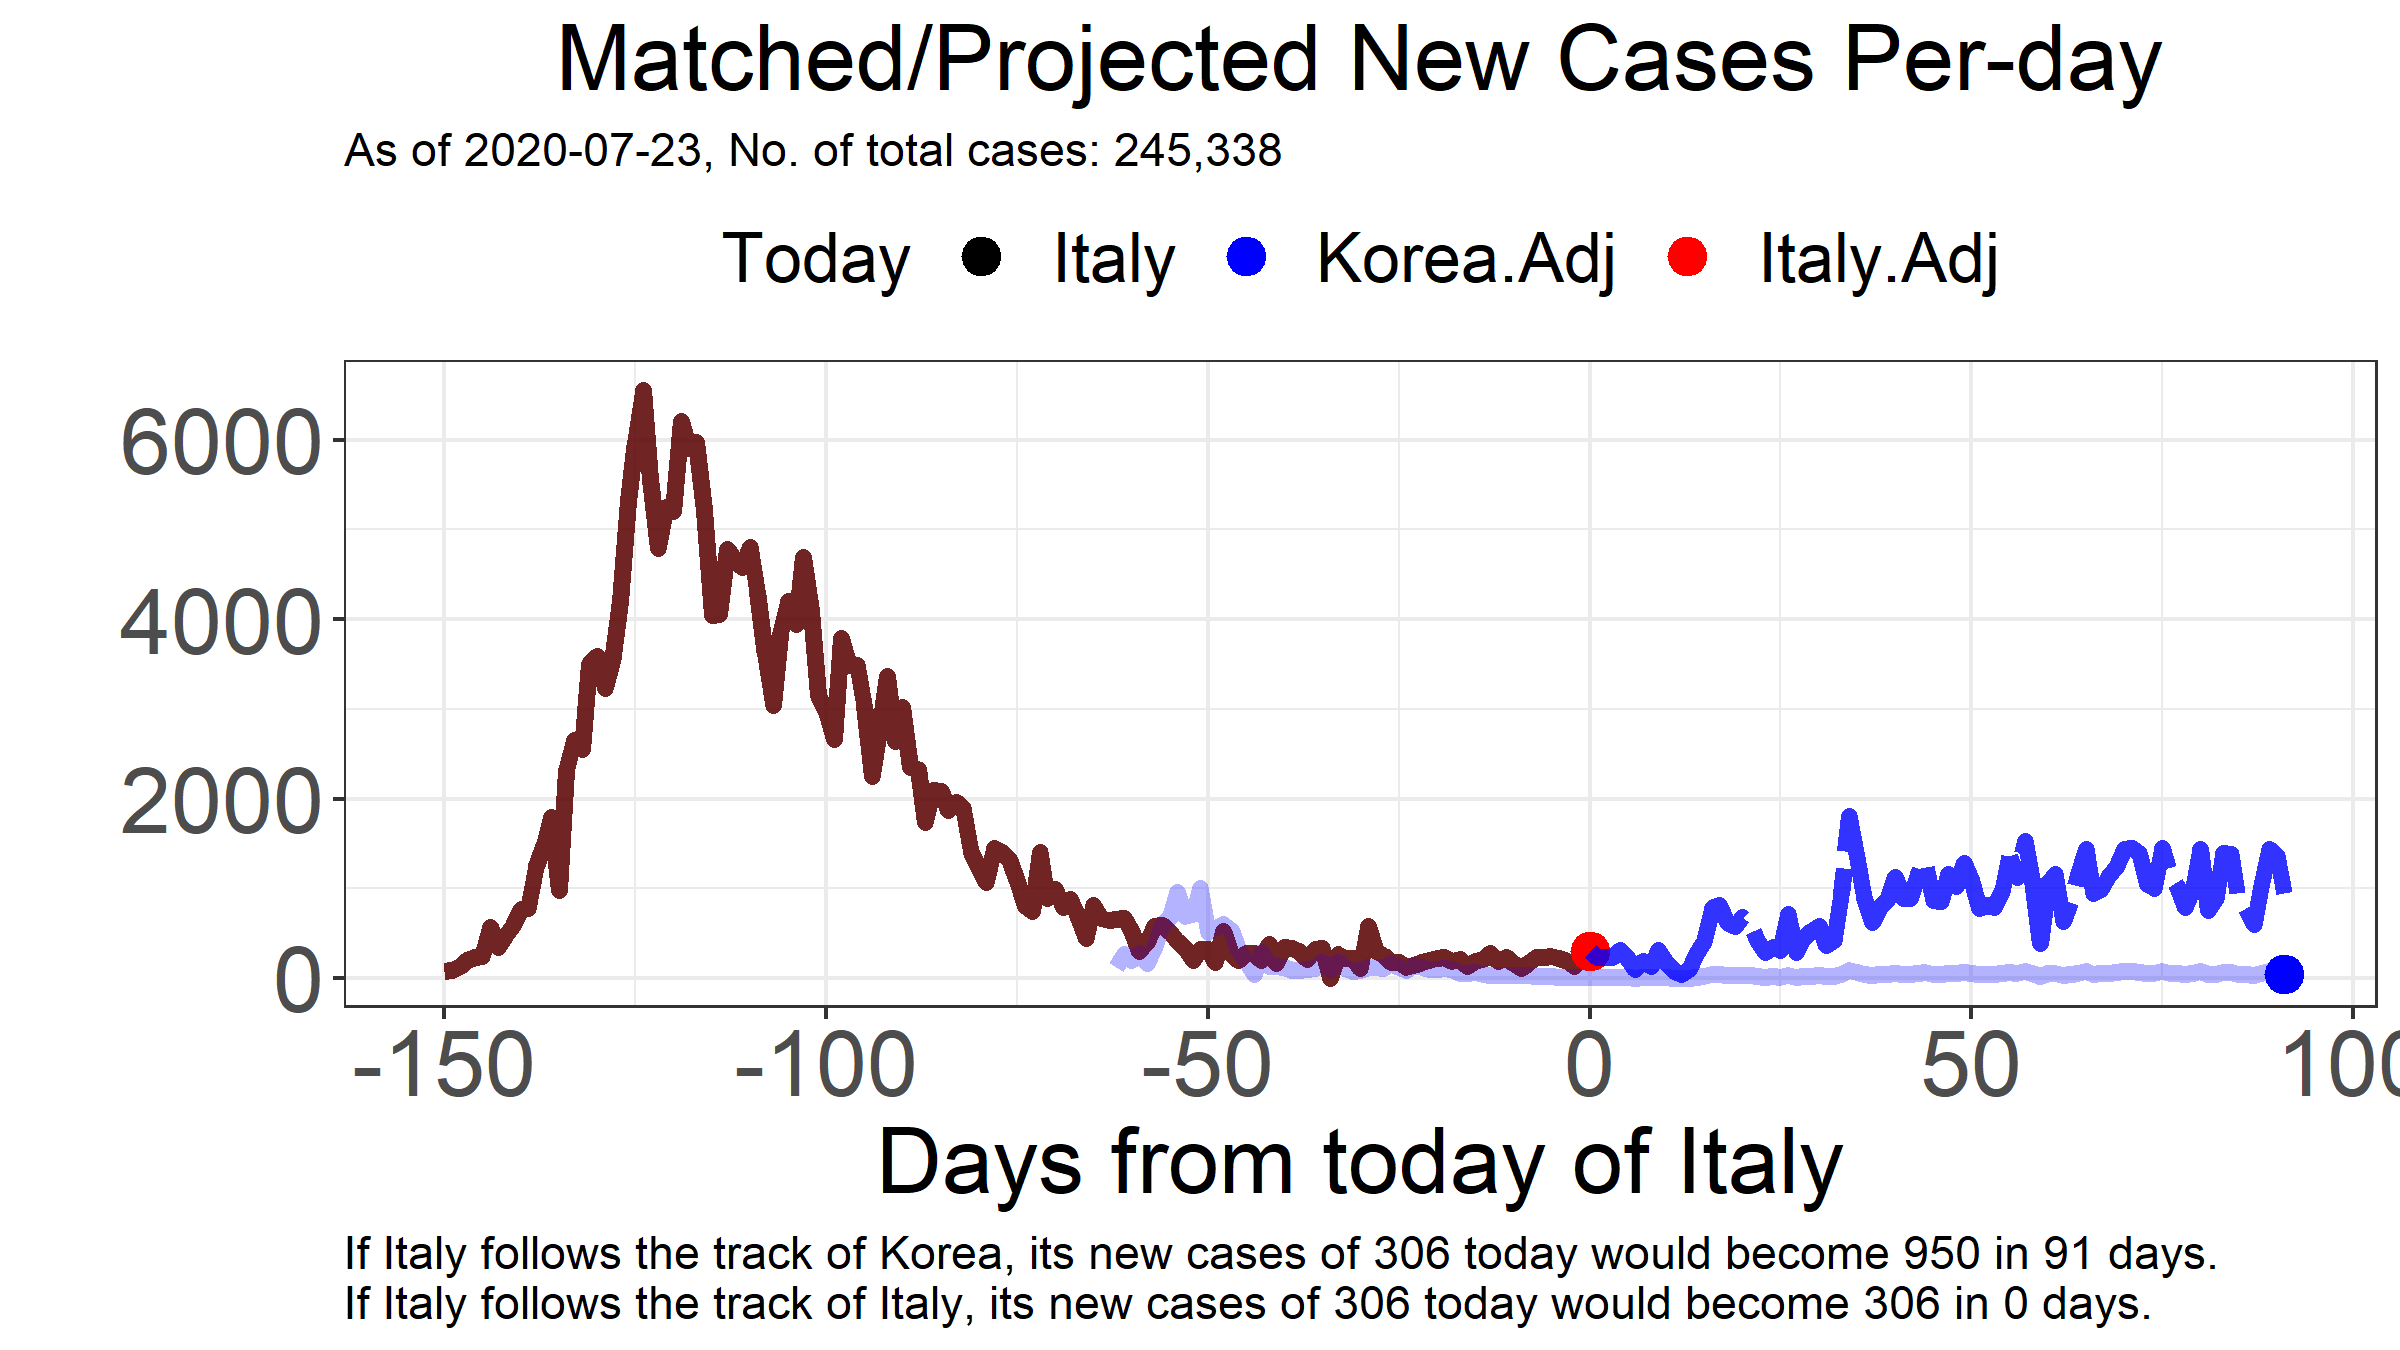 Matched/Projected New Cases Per-day
As of 2020-07-23, No. of total cases: 245,338
Today Italy Korea.Adj Italy.Adj
6000
4000
2000
0
-150 -100 -50 0 50 100
Days from today of Italy
If Italy follows the track of Korea, its new cases of 306 today would become 950 in 91 days.
If Italy follows the track of Italy, its new cases of 306 today would become 306 in 0 days.